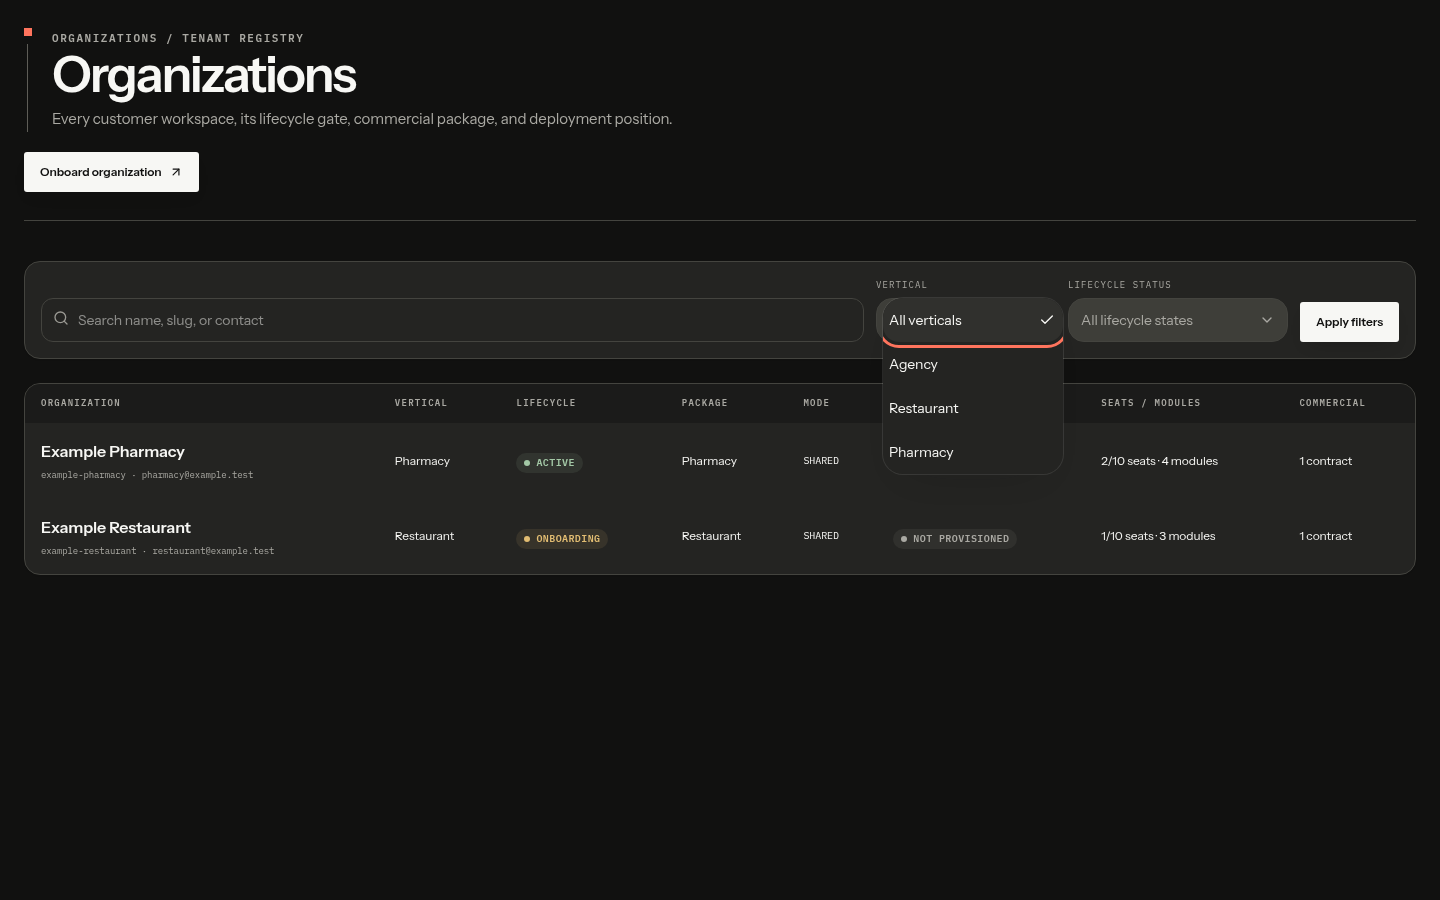 ORGANIZATIONS / TENANT REGISTRY
Organizations
Every customer workspace, its lifecycle gate, commercial package, and deployment position.
Onboard organization
VERTICAL LIFECYCLE STATUS
Search name, slug, or contact All verticals All lifecycle states Apply filters
Agency
Restaurant
Pharmacy
ORGANIZATION VERTICAL LIFECYCLE PACKAGE MODE SEATS / MODULES COMMERCIAL
Example Pharmacy
example-pharmacy · pharmacy@example.test
Pharmacy ACTIVE Pharmacy SHARED 2/10 seats · 4 modules 1 contract
Example Restaurant
example-restaurant · restaurant@example.test
Restaurant ONBOARDING Restaurant SHARED NOT PROVISIONED 1/10 seats · 3 modules 1 contract